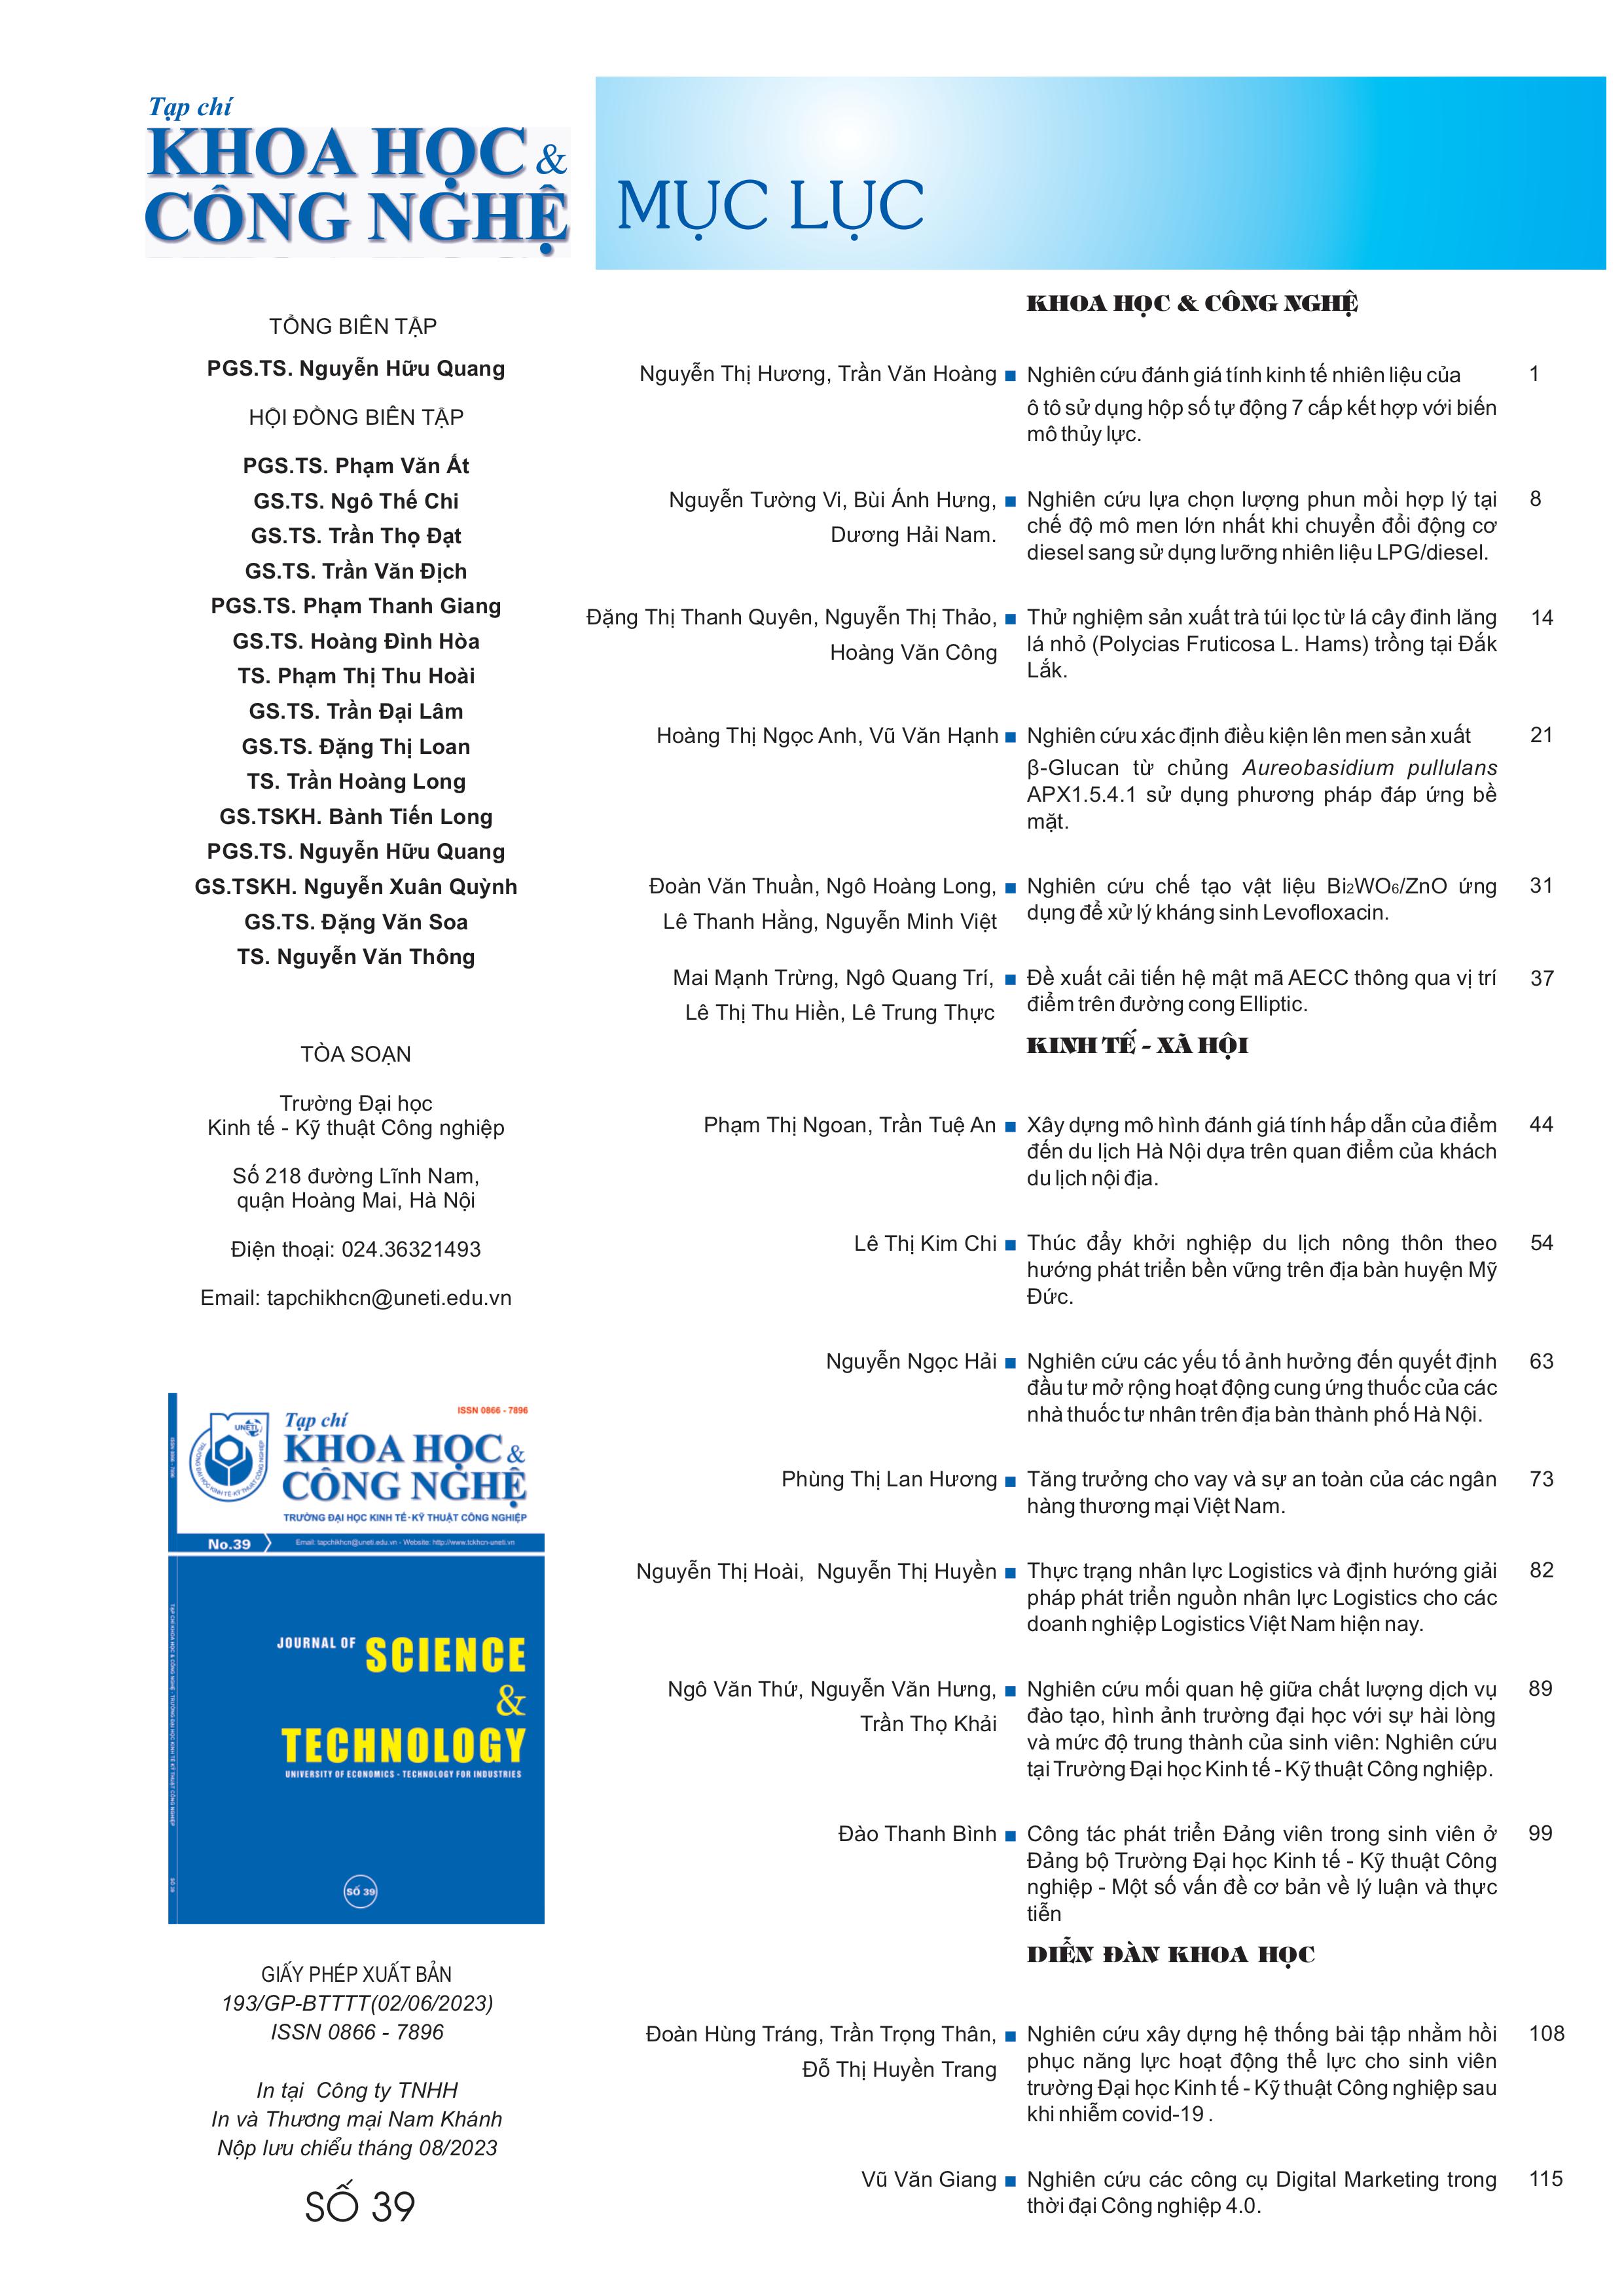 Tạp chí
KHOA HỌC &
CÔNG NGHỆ
MỤC LỤC
TỔNG BIÊN TẬP
PGS.TS. Nguyễn Hữu Quang
HỘI ĐỒNG BIÊN TẬP
PGS.TS. Phạm Văn Ất
GS.TS. Ngô Thế Chi
GS.TS. Trần Thọ Đạt
GS.TS. Trần Văn Địch
PGS.TS. Phạm Thanh Giang
GS.TS. Hoàng Đình Hòa
TS. Phạm Thị Thu Hoài
GS.TS. Trần Đại Lâm
GS.TS. Đặng Thị Loan
TS. Trần Hoàng Long
GS.TSKH. Bành Tiến Long
PGS.TS. Nguyễn Hữu Quang
GS.TSKH. Nguyễn Xuân Quỳnh
GS.TS. Đặng Văn Soa
TS. Nguyễn Văn Thông
TÒA SOẠN
Trường Đại học
Kinh tế - Kỹ thuật Công nghiệp
Số 218 đường Lĩnh Nam,
quận Hoàng Mai, Hà Nội
Điện thoại: 024.36321493
Email: tapchikhcn@uneti.edu.vn
ISSN 0866 - 7896
UNETI
TRƯỜNG ĐẠI HỌC KINH TẾ-KỸ THUẬT CÔNG NGHIỆP
Tạp chí
KHOA HỌC &
CÔNG NGHỆ
TRƯỜNG ĐẠI HỌC KINH TẾ-KỸ THUẬT CÔNG NGHIỆP
No.39
Email: tapchikhcn@uneti.edu.vn - Website: http://www.tckhcn-uneti.vn
JOURNAL OF SCIENCE
&
TECHNOLOGY
UNIVERSITY OF ECONOMICS - TECHNOLOGY FOR INDUSTRIES
SỐ 39
GIẤY PHÉP XUẤT BẢN
193/GP-BTTTT(02/06/2023)
ISSN 0866 - 7896
In tại Công ty TNHH
In và Thương mại Nam Khánh
Nộp lưu chiểu tháng 08/2023
SỐ 39
KHOA HỌC & CÔNG NGHỆ
Nguyễn Thị Hương, Trần Văn Hoàng ■ Nghiên cứu đánh giá tính kinh tế nhiên liệu của 1
ô tô sử dụng hộp số tự động 7 cấp kết hợp với biến
mô thủy lực.
Nguyễn Tường Vi, Bùi Ánh Hưng, ■ Nghiên cứu lựa chọn lượng phun mồi hợp lý tại 8
Dương Hải Nam. chế độ mô men lớn nhất khi chuyển đổi động cơ
diesel sang sử dụng lưỡng nhiên liệu LPG/diesel.
Đặng Thị Thanh Quyên, Nguyễn Thị Thảo, ■ Thử nghiệm sản xuất trà túi lọc từ lá cây đinh lăng 14
Hoàng Văn Công lá nhỏ (Polycias Fruticosa L. Hams) trồng tại Đắk
Lắk.
Hoàng Thị Ngọc Anh, Vũ Văn Hạnh ■ Nghiên cứu xác định điều kiện lên men sản xuất 21
β-Glucan từ chủng Aureobasidium pullulans
APX1.5.4.1 sử dụng phương pháp đáp ứng bề
mặt.
Đoàn Văn Thuần, Ngô Hoàng Long, ■ Nghiên cứu chế tạo vật liệu Bi2WO6/ZnO ứng 31
Lê Thanh Hằng, Nguyễn Minh Việt dụng để xử lý kháng sinh Levofloxacin.
Mai Mạnh Trừng, Ngô Quang Trí, ■ Đề xuất cải tiến hệ mật mã AECC thông qua vị trí 37
Lê Thị Thu Hiền, Lê Trung Thực điểm trên đường cong Elliptic.
KINH TẾ - XÃ HỘI
Phạm Thị Ngoan, Trần Tuệ An ■ Xây dựng mô hình đánh giá tính hấp dẫn của điểm 44
đến du lịch Hà Nội dựa trên quan điểm của khách
du lịch nội địa.
Lê Thị Kim Chi ■ Thúc đẩy khởi nghiệp du lịch nông thôn theo 54
hướng phát triển bền vững trên địa bàn huyện Mỹ
Đức.
Nguyễn Ngọc Hải ■ Nghiên cứu các yếu tố ảnh hưởng đến quyết định 63
đầu tư mở rộng hoạt động cung ứng thuốc của các
nhà thuốc tư nhân trên địa bàn thành phố Hà Nội.
Phùng Thị Lan Hương ■ Tăng trưởng cho vay và sự an toàn của các ngân 73
hàng thương mại Việt Nam.
Nguyễn Thị Hoài, Nguyễn Thị Huyền ■ Thực trạng nhân lực Logistics và định hướng giải 82
pháp phát triển nguồn nhân lực Logistics cho các
doanh nghiệp Logistics Việt Nam hiện nay.
Ngô Văn Thứ, Nguyễn Văn Hưng, ■ Nghiên cứu mối quan hệ giữa chất lượng dịch vụ 89
Trần Thọ Khải đào tạo, hình ảnh trường đại học với sự hài lòng
và mức độ trung thành của sinh viên: Nghiên cứu
tại Trường Đại học Kinh tế - Kỹ thuật Công nghiệp.
Đào Thanh Bình ■ Công tác phát triển Đảng viên trong sinh viên ở 99
Đảng bộ Trường Đại học Kinh tế - Kỹ thuật Công
nghiệp - Một số vấn đề cơ bản về lý luận và thực
tiễn
DIỄN ĐÀN KHOA HỌC
Đoàn Hùng Tráng, Trần Trọng Thân, ■ Nghiên cứu xây dựng hệ thống bài tập nhằm hồi 108
Đỗ Thị Huyền Trang phục năng lực hoạt động thể lực cho sinh viên
trường Đại học Kinh tế - Kỹ thuật Công nghiệp sau
khi nhiễm covid-19 .
Vũ Văn Giang ■ Nghiên cứu các công cụ Digital Marketing trong 115
thời đại Công nghiệp 4.0.